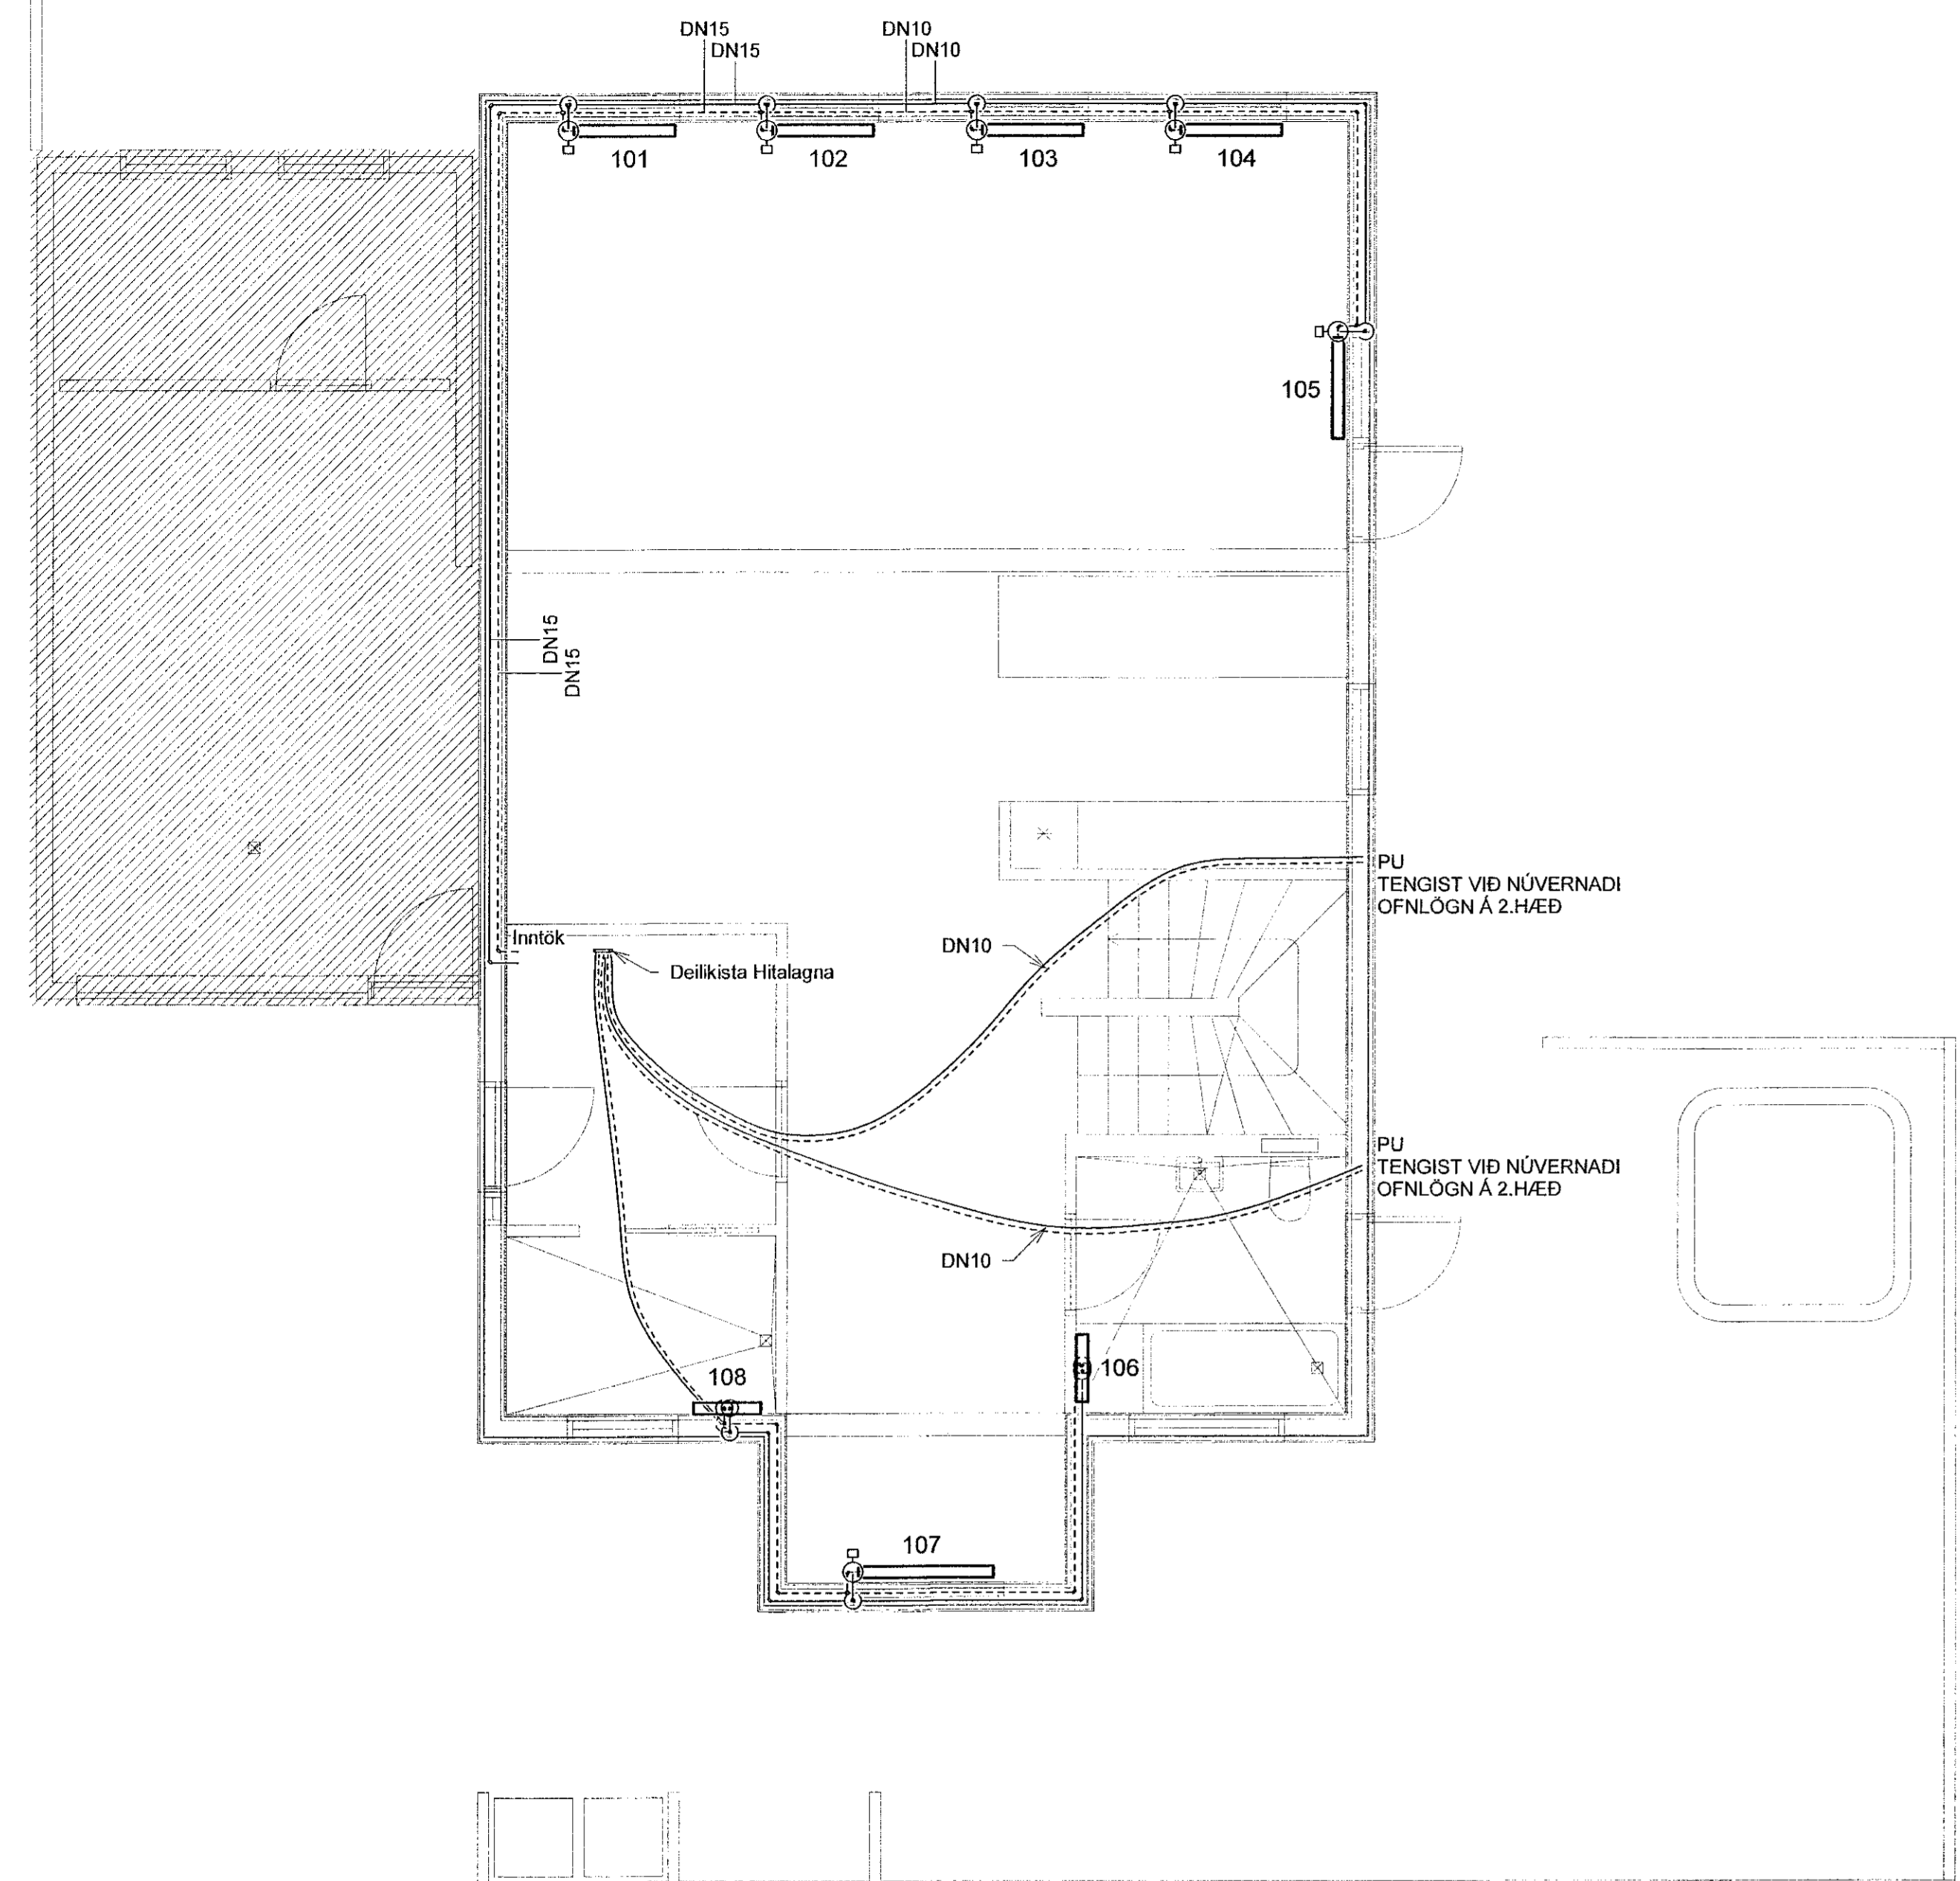 DN15
DN15
DN10
DN10
101
102
103
104
105
DN15
DN15
PU
TENGIST VIÐ NÚVERNADI
OFNLÖGN Á 2.HÆÐ
Inntök
DN10
Deilikista Hitalagna
PU
TENGIST VIÐ NÚVERNADI
OFNLÖGN Á 2.HÆÐ
DN10
106
108
107